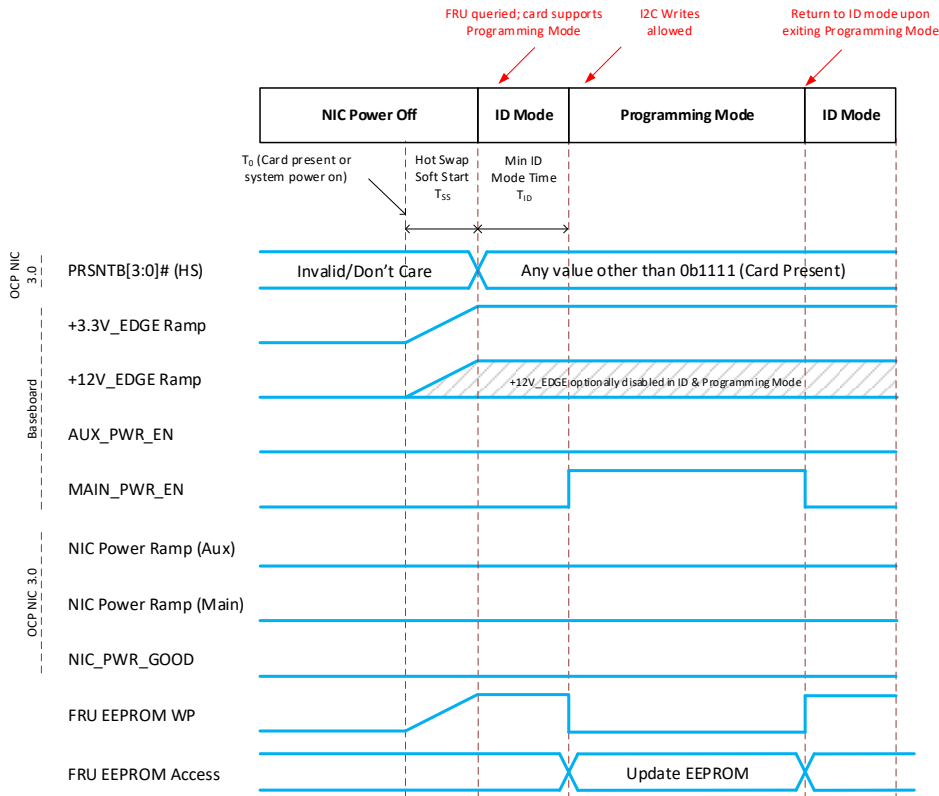 FRU queried; card supports
Programming Mode
I2C Writes
allowed
Return to ID mode upon
exiting Programming Mode
NIC Power Off
ID Mode
Programming Mode
ID Mode
T0 (Card present or
system power on)
Hot Swap
Soft Start
TSS
Min ID
Mode Time
TID
OCP NIC
3.0
PRSNTB[3:0]# (HS)
Invalid/Don't Care
Any value other than 0b1111 (Card Present)
Baseboard
+3.3V_EDGE Ramp
+12V_EDGE Ramp
+12V_EDGE optionally disabled in ID & Programming Mode
AUX_PWR_EN
MAIN_PWR_EN
OCP NIC 3.0
NIC Power Ramp (Aux)
NIC Power Ramp (Main)
NIC_PWR_GOOD
FRU EEPROM WP
FRU EEPROM Access
Update EEPROM